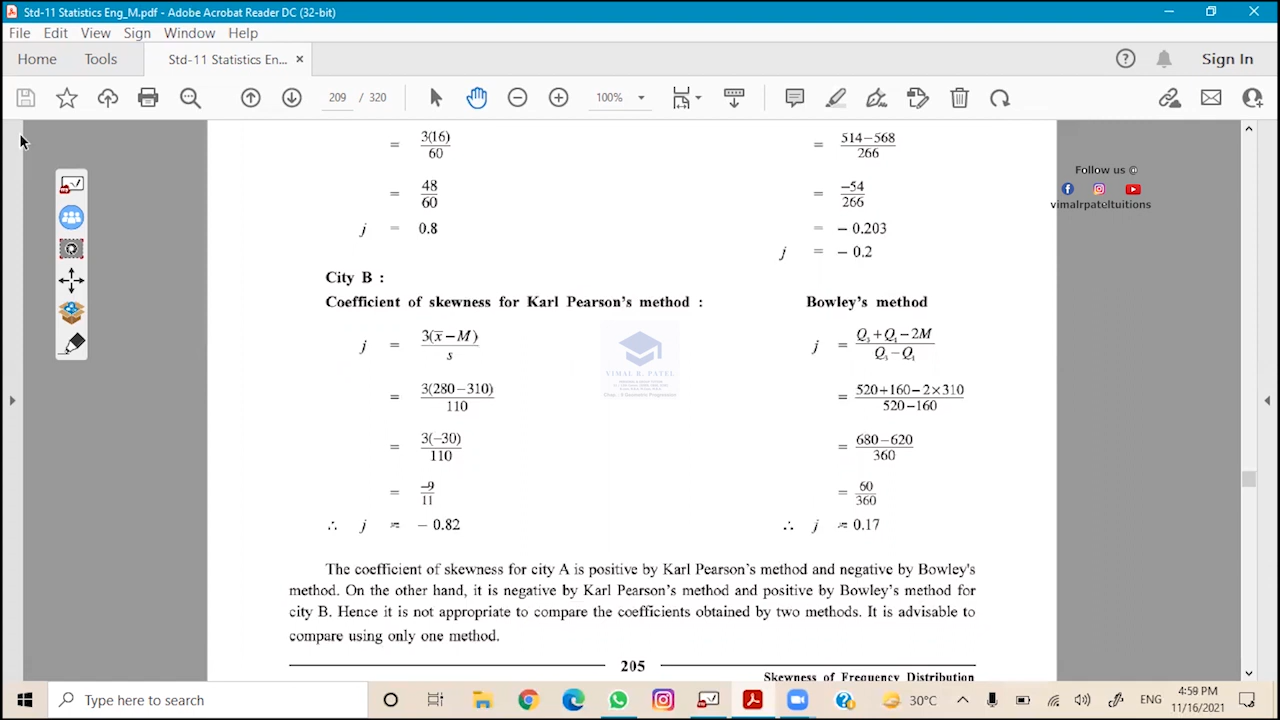 Std-11 Statistics Eng_M.pdf - Adobe Acrobat Reader DC (32-bit)
File Edit View Sign Window Help
Home Tools Std-11 Statistics En... × Sign In
209 / 320 100%
= 3(16)/60
= 48/60
j = 0.8
= 514−568/266
= −54/266
= − 0.203
j = − 0.2
Follow us @
vimalrpateltuitions
City B :
Coefficient of skewness for Karl Pearson's method :
j = 3(x̅ − M)/s
= 3(280−310)/110
= 3(−30)/110
= −9/11
∴ j ≈ − 0.82
Bowley's method
j = Q₃ + Q₁ − 2M/Q₃ − Q₁
= 520+160−2×310/520−160
= 680−620/360
= 60/360
∴ j ≈ 0.17
VIMAL R. PATEL
The coefficient of skewness for city A is positive by Karl Pearson's method and negative by Bowley's
method. On the other hand, it is negative by Karl Pearson's method and positive by Bowley's method for
city B. Hence it is not appropriate to compare the coefficients obtained by two methods. It is advisable to
compare using only one method.
205
Skewness of Frequency Distribution
Type here to search
30°C
ENG
4:59 PM
11/16/2021